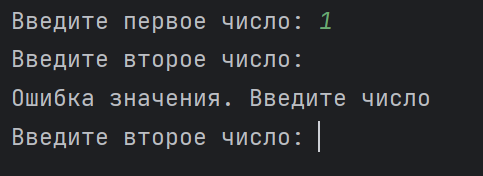 Введите первое число: 1
Введите второе число:
Ошибка значения. Введите число
Введите второе число: